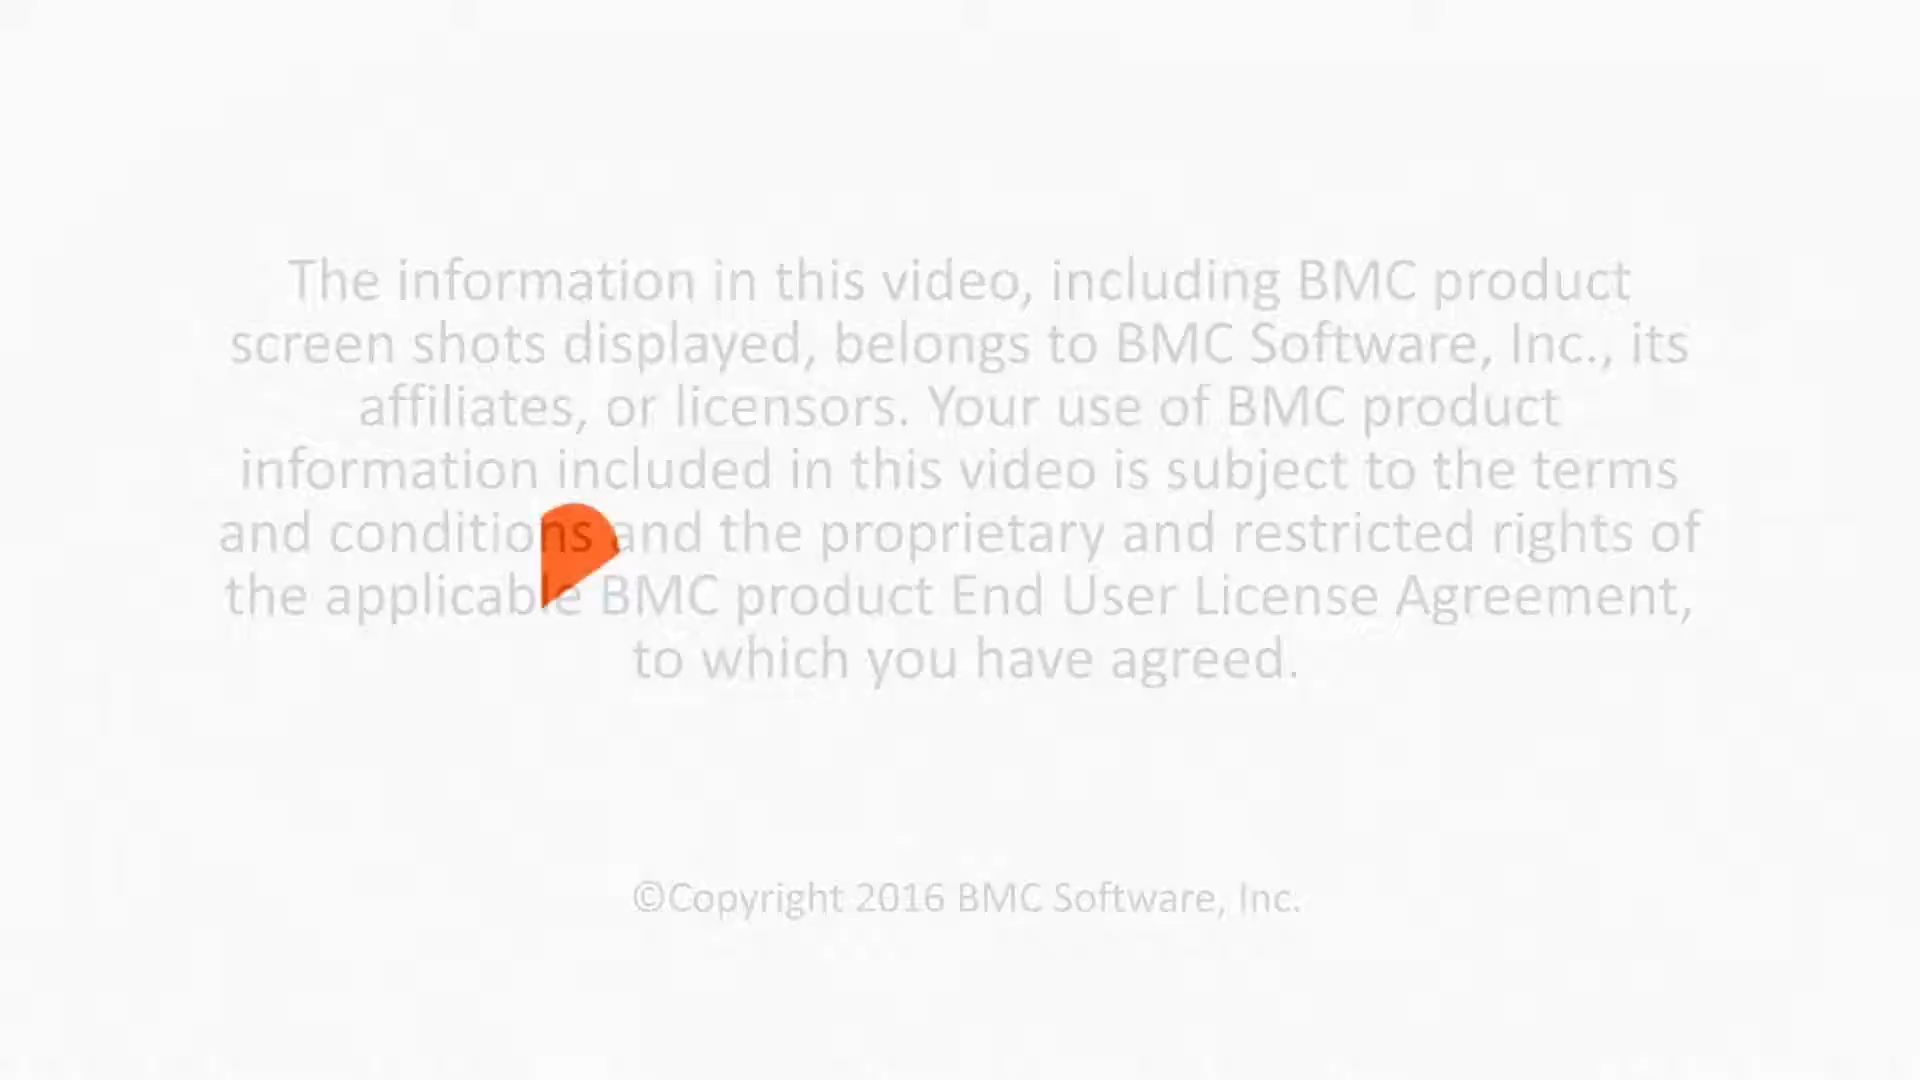 The information in this video, including BMC product
screen shots displayed, belongs to BMC Software, Inc., its
affiliates, or licensors. Your use of BMC product
information included in this video is subject to the terms
and conditions and the proprietary and restricted rights of
the applicable BMC product End User License Agreement,
to which you have agreed.
©Copyright 2016 BMC Software, Inc.